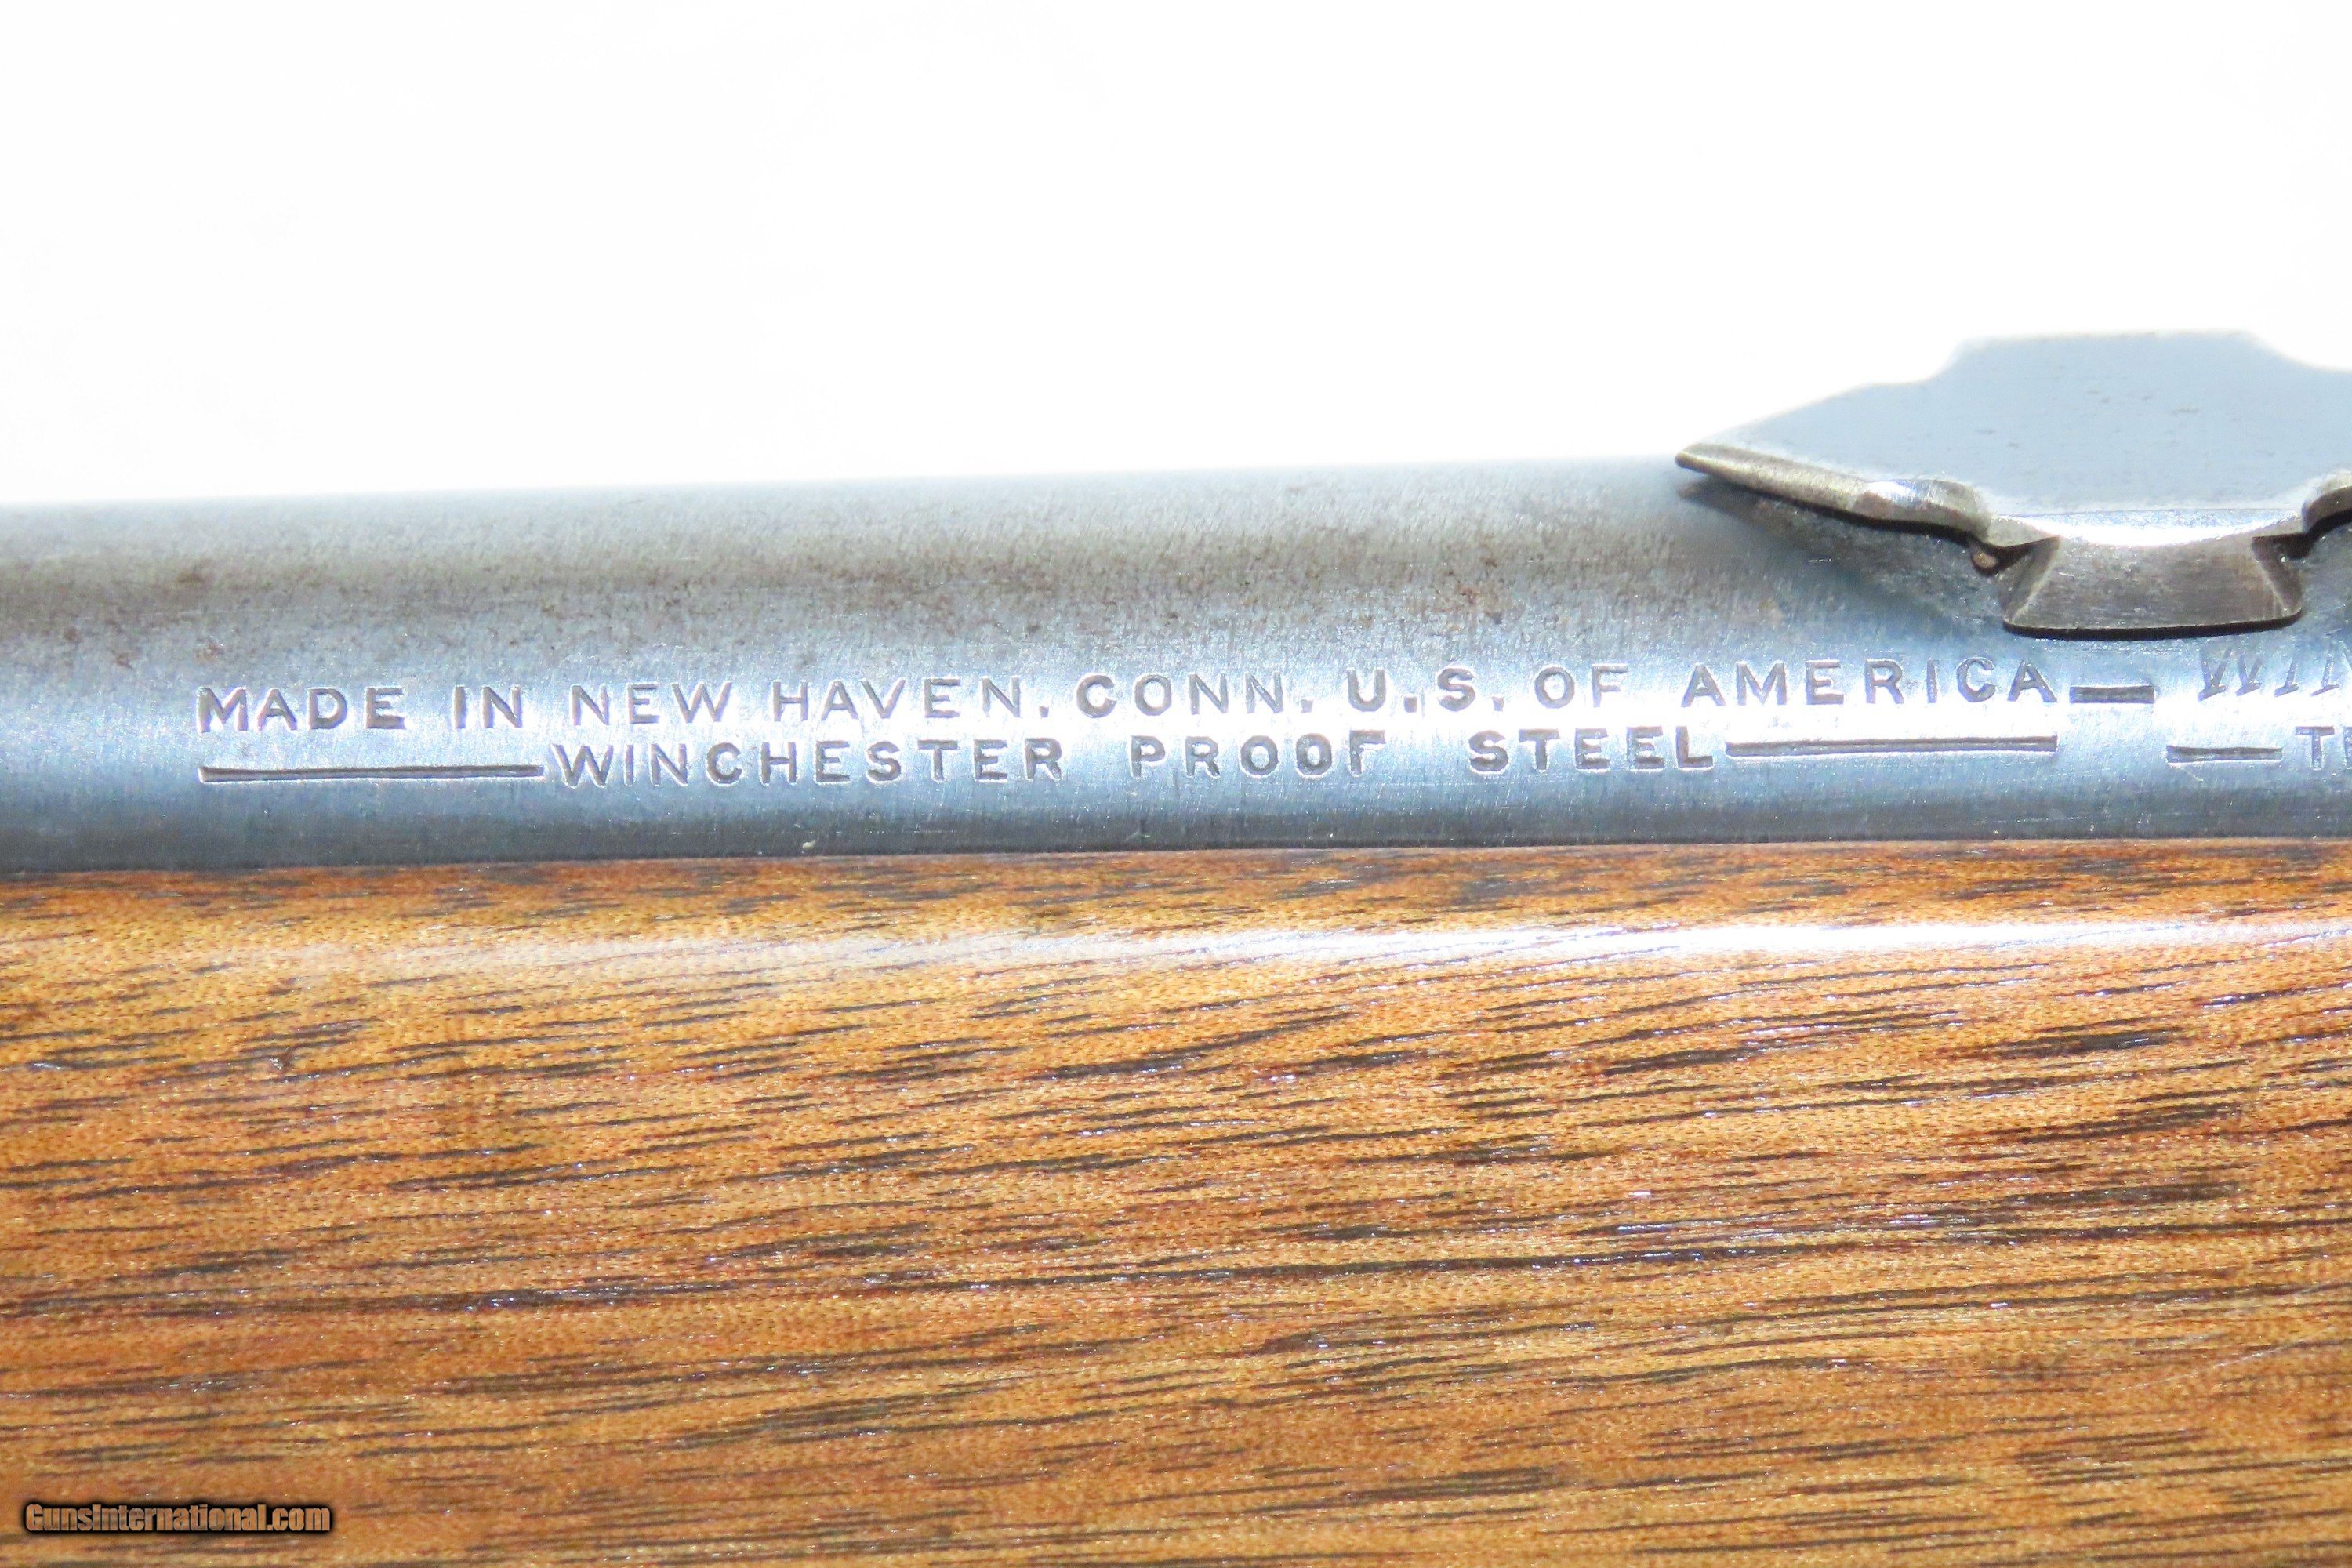 MADE IN NEW HAVEN. CONN. U.S. OF AMERICA—
—WINCHESTER PROOF STEEL—
GunsInternational.com